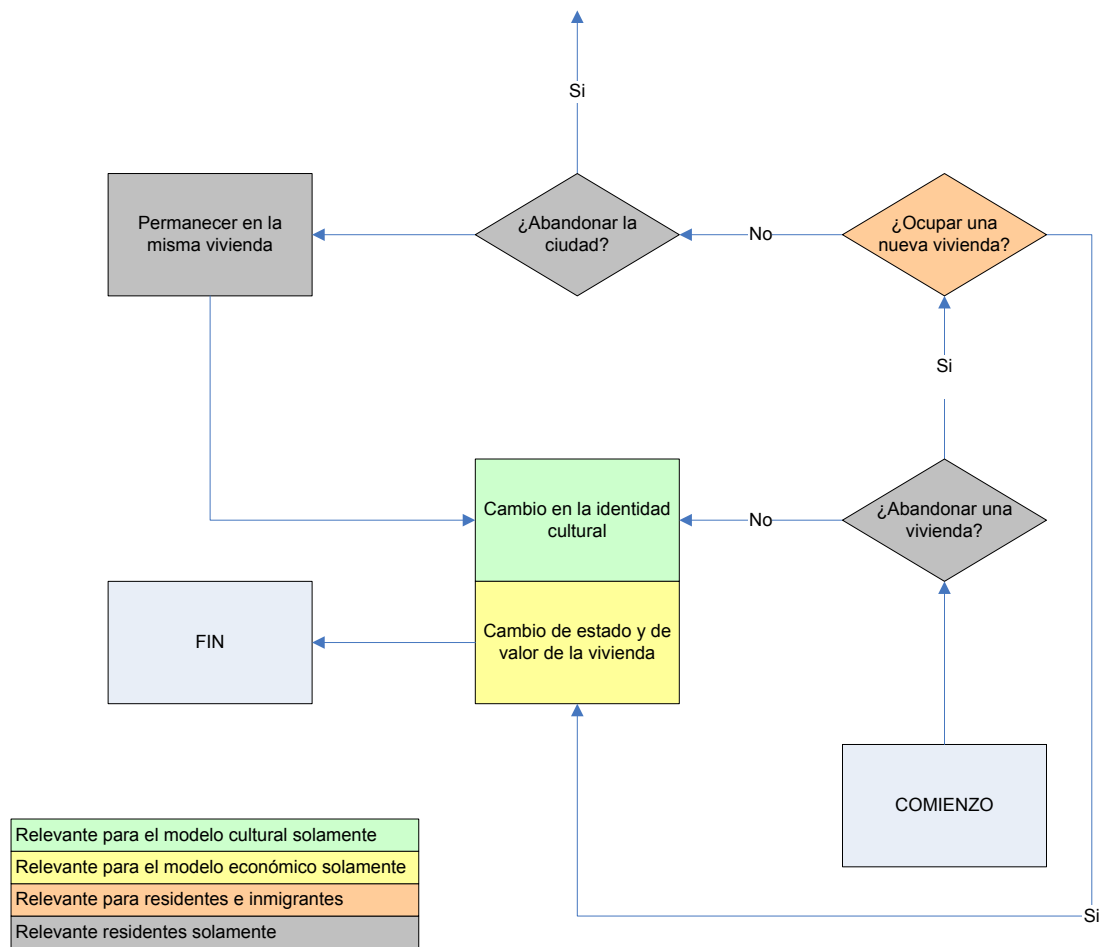 Si
Permanecer en la
misma vivienda
¿Abandonar la
ciudad?
No
¿Ocupar una
nueva vivienda?
Si
Cambio en la identidad
cultural
No
¿Abandonar una
vivienda?
FIN
Cambio de estado y de
valor de la vivienda
COMIENZO
Relevante para el modelo cultural solamente
Relevante para el modelo económico solamente
Relevante para residentes e inmigrantes
Relevante residentes solamente
Si